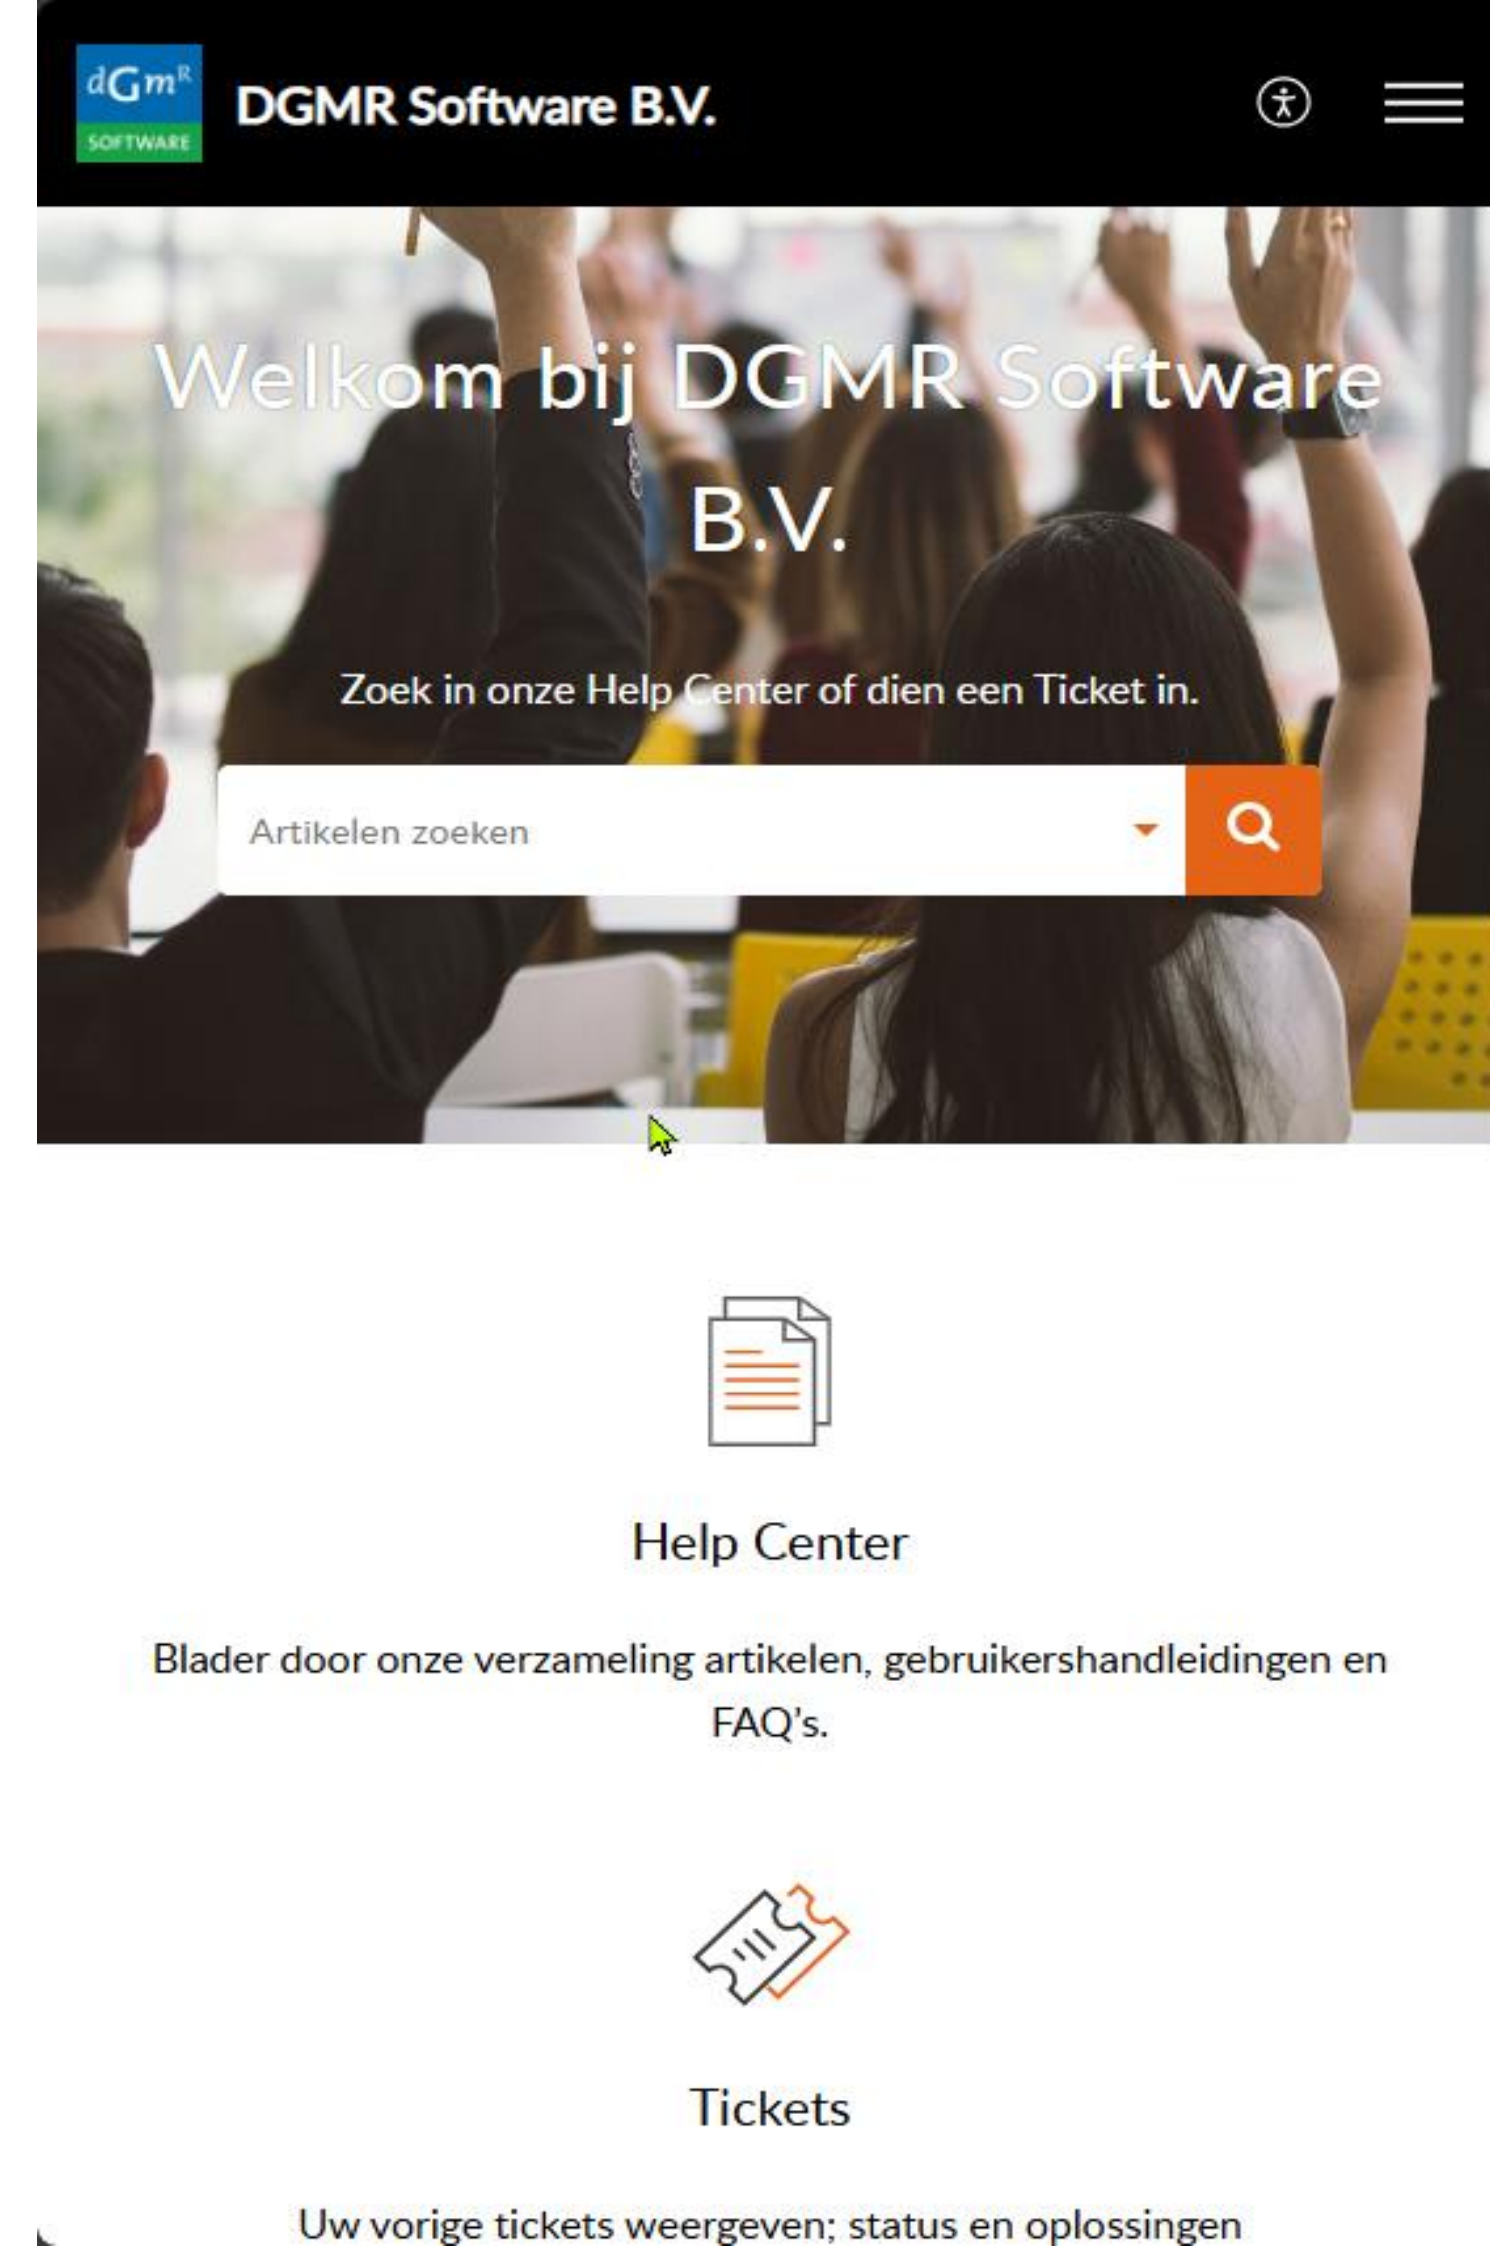 dGmR
SOFTWARE
DGMR Software B.V.
Welkom bij DGMR Software
B.V.
Zoek in onze Help Center of dien een Ticket in.
Artikelen zoeken
Help Center
Blader door onze verzameling artikelen, gebruikershandleidingen en
FAQ’s.
Tickets
Uw vorige tickets weergeven; status en oplossingen